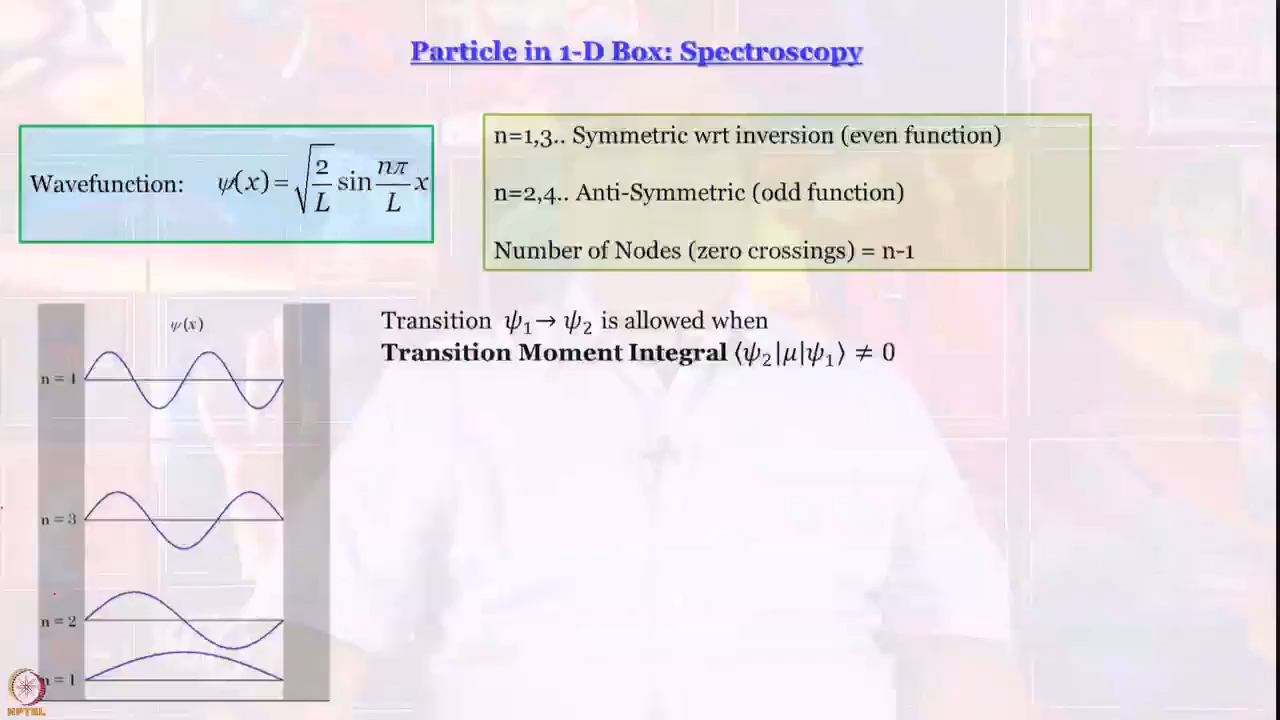 Particle in 1-D Box: Spectroscopy
Wavefunction: ψ(x) = √(2/L) sin nπ/L x
n=1,3.. Symmetric wrt inversion (even function)
n=2,4.. Anti-Symmetric (odd function)
Number of Nodes (zero crossings) = n-1
Transition ψ₁→ ψ₂ is allowed when
Transition Moment Integral ⟨ψ₂|μ|ψ₁⟩ ≠ 0
ψ(x)
n = 4
n = 3
n = 2
n = 1
NPTEL